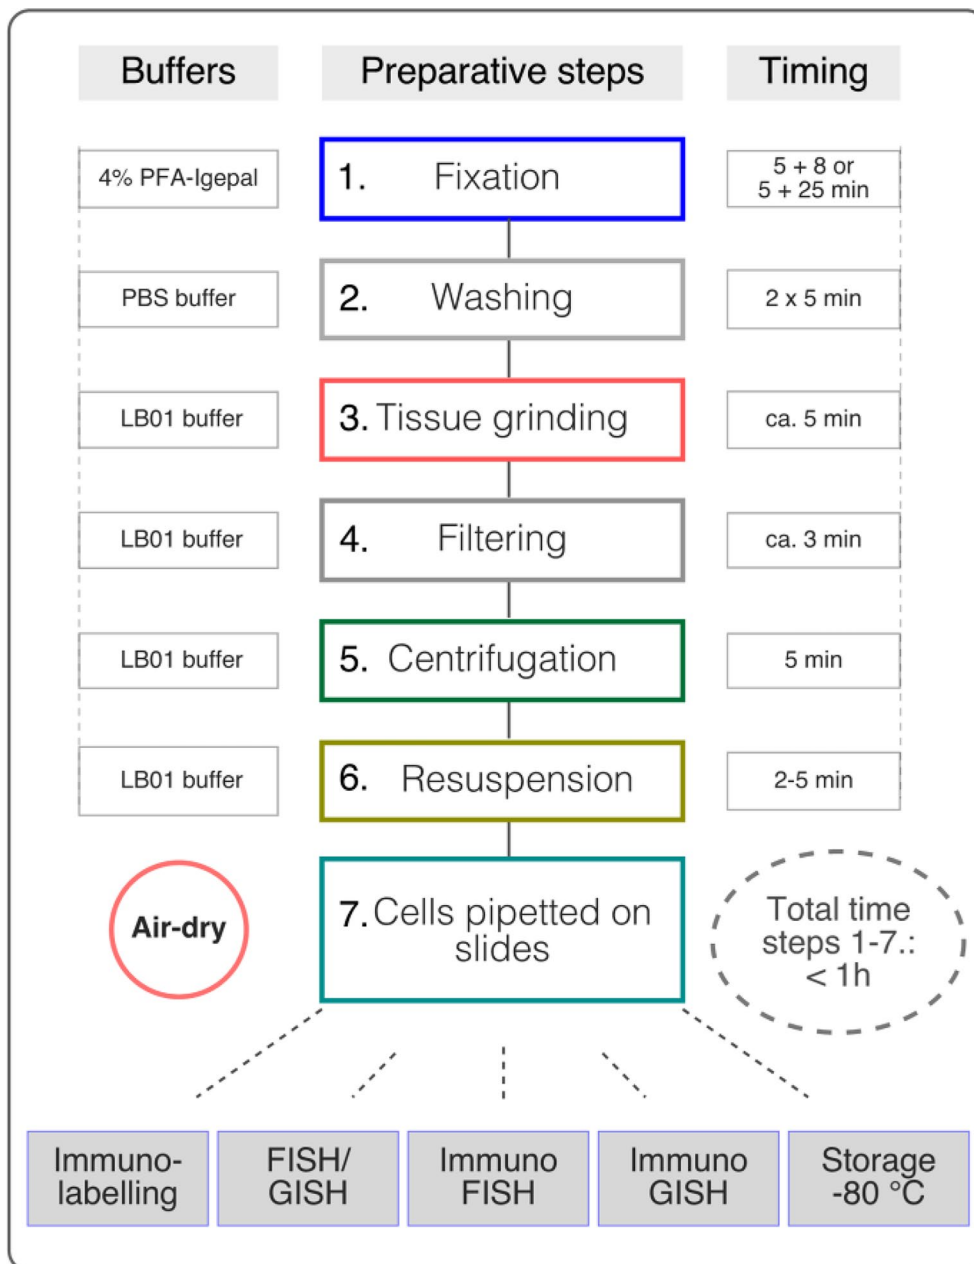 Buffers
Preparative steps
Timing
4% PFA-Igepal
1. Fixation
5 + 8 or
5 + 25 min
PBS buffer
2. Washing
2 x 5 min
LB01 buffer
3. Tissue grinding
ca. 5 min
LB01 buffer
4. Filtering
ca. 3 min
LB01 buffer
5. Centrifugation
5 min
LB01 buffer
6. Resuspension
2-5 min
Air-dry
7. Cells pipetted on
slides
Total time
steps 1-7.:
< 1h
Immuno-
labelling
FISH/
GISH
Immuno
FISH
Immuno
GISH
Storage
-80 °C